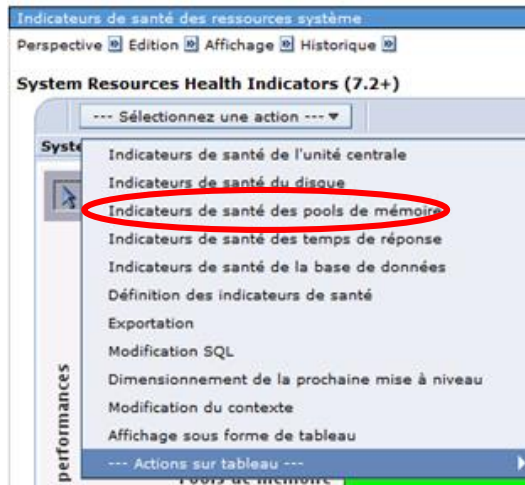 Indicateurs de santé des ressources système
Perspective Edition Affichage Historique
System Resources Health Indicators (7.2+)
--- Sélectionnez une action ---
Syste
Indicateurs de santé de l'unité centrale
Indicateurs de santé du disque
Indicateurs de santé des pools de mémoire
Indicateurs de santé des temps de réponse
Indicateurs de santé de la base de données
Définition des indicateurs de santé
Exportation
Modification SQL
Dimensionnement de la prochaine mise à niveau
Modification du contexte
Affichage sous forme de tableau
--- Actions sur tableau ---
performances
Pools de mémoire